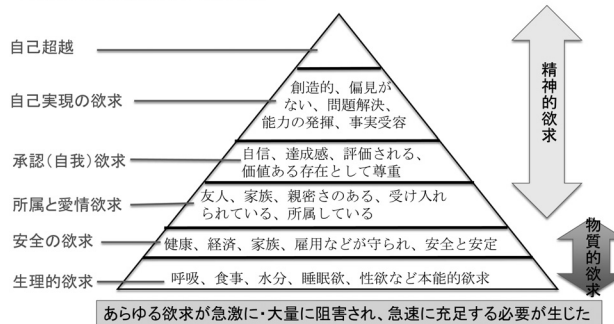 自己超越
自己実現の欲求
創造的、偏見が
ない、問題解決、
能力の発揮、事実受容
承認(自我)欲求
自信、達成感、評価される、
価値ある存在として尊重
所属と愛情欲求
友人、家族、親密さのある、受け入れ
られている、所属している
安全の欲求
健康、経済、家族、雇用などが守られ、安全と安定
生理的欲求
呼吸、食事、水分、睡眠欲、性欲など本能的欲求
精神的欲求
物質的欲求
あらゆる欲求が急激に・大量に阻害され、急速に充足する必要が生じた